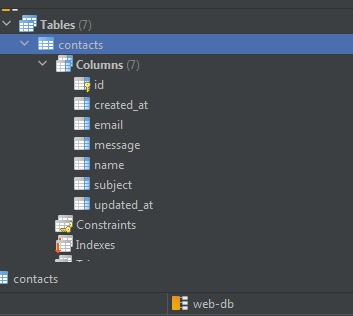 Tables (7)
contacts
Columns (7)
id
created_at
email
message
name
subject
updated_at
Constraints
Indexes
contacts
web-db